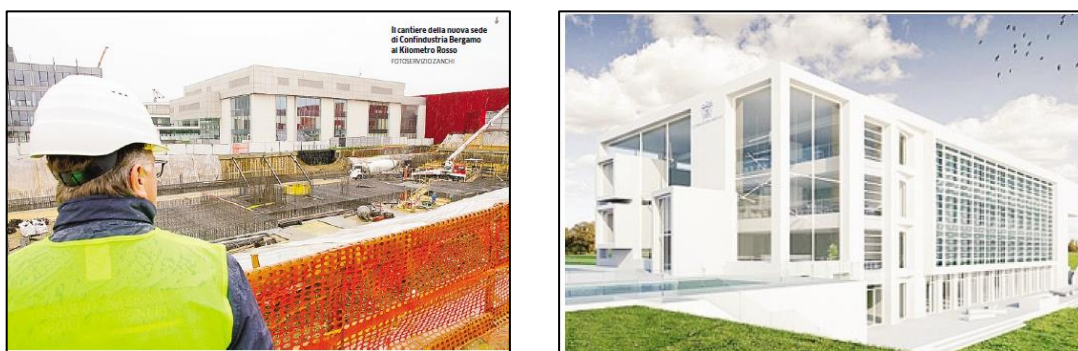 Il cantiere della nuova sede
di Confindustria Bergamo
al Kilometro Rosso
FOTOSERVIZIO ZANCHI